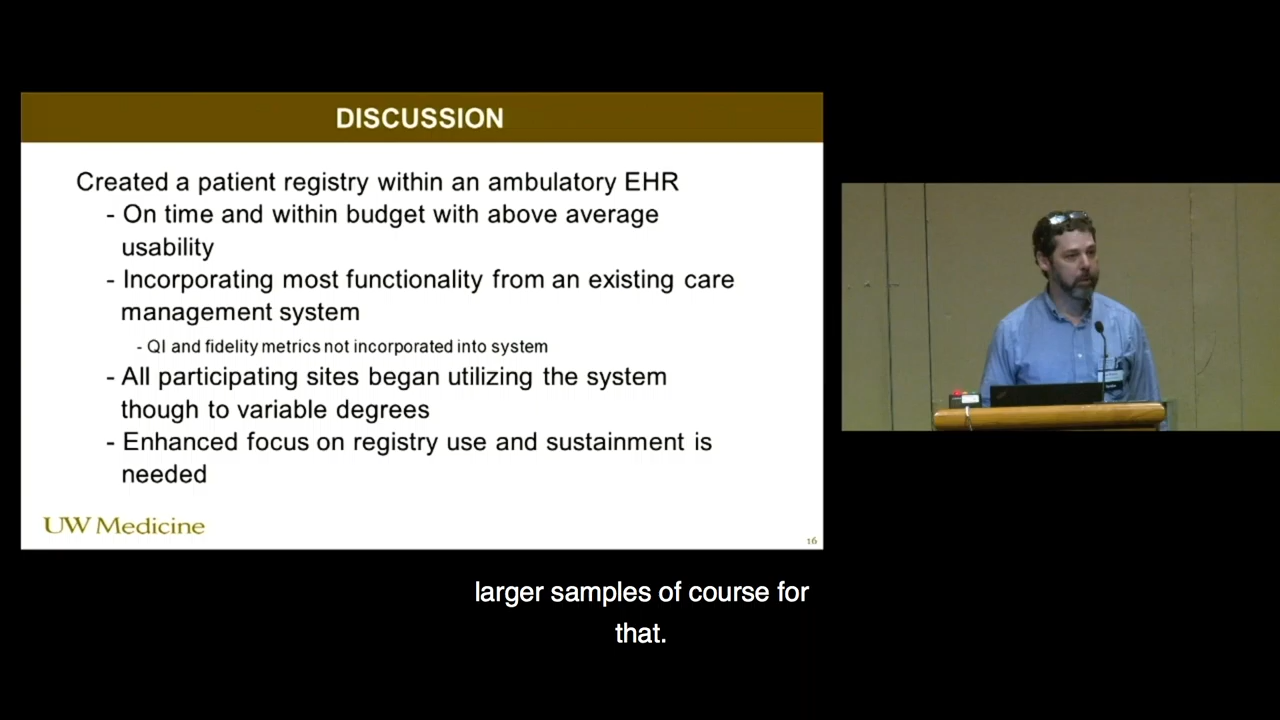 DISCUSSION
Created a patient registry within an ambulatory EHR
- On time and within budget with above average
usability
- Incorporating most functionality from an existing care
management system
- QI and fidelity metrics not incorporated into system
- All participating sites began utilizing the system
though to variable degrees
- Enhanced focus on registry use and sustainment is
needed
UW Medicine
16
larger samples of course for
that.